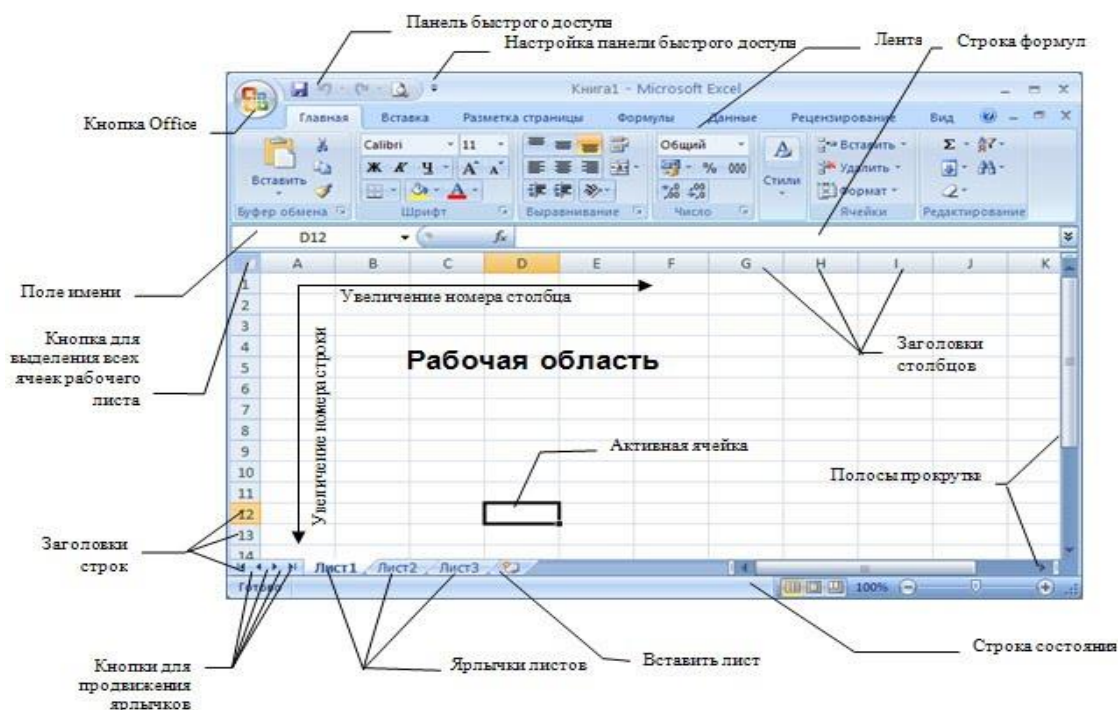 Панель быстрого доступа
Настройка панели быстрого доступа
Лента
Строка формул
Книга1 - Microsoft Excel
Кнопка Office
Главная Вставка Разметка страницы Формулы Данные Рецензирование Вид
Calibri 11 Общий
Вставить
Ж К Ч А А % 000
Стили
Вставить
Удалить
Формат
Σ
Буфер обмена Шрифт Выравнивание Число Ячейки Редактирование
D12 fx
Поле имени
A B C D E F G H I J K
1
2
3
4
5
6
7
8
9
10
11
12
13
14
Увеличение номера столбца
Увеличение номера строки
Рабочая область
Кнопка для
выделения всех
ячеек рабочего
листа
Заголовки
столбцов
Активная ячейка
Полосы прокрутки
Заголовки
строк
Лист1 Лист2 Лист3
Готово
100%
Кнопки для
продвижения
ярлычков
Ярлычки листов
Вставить лист
Строка состояния